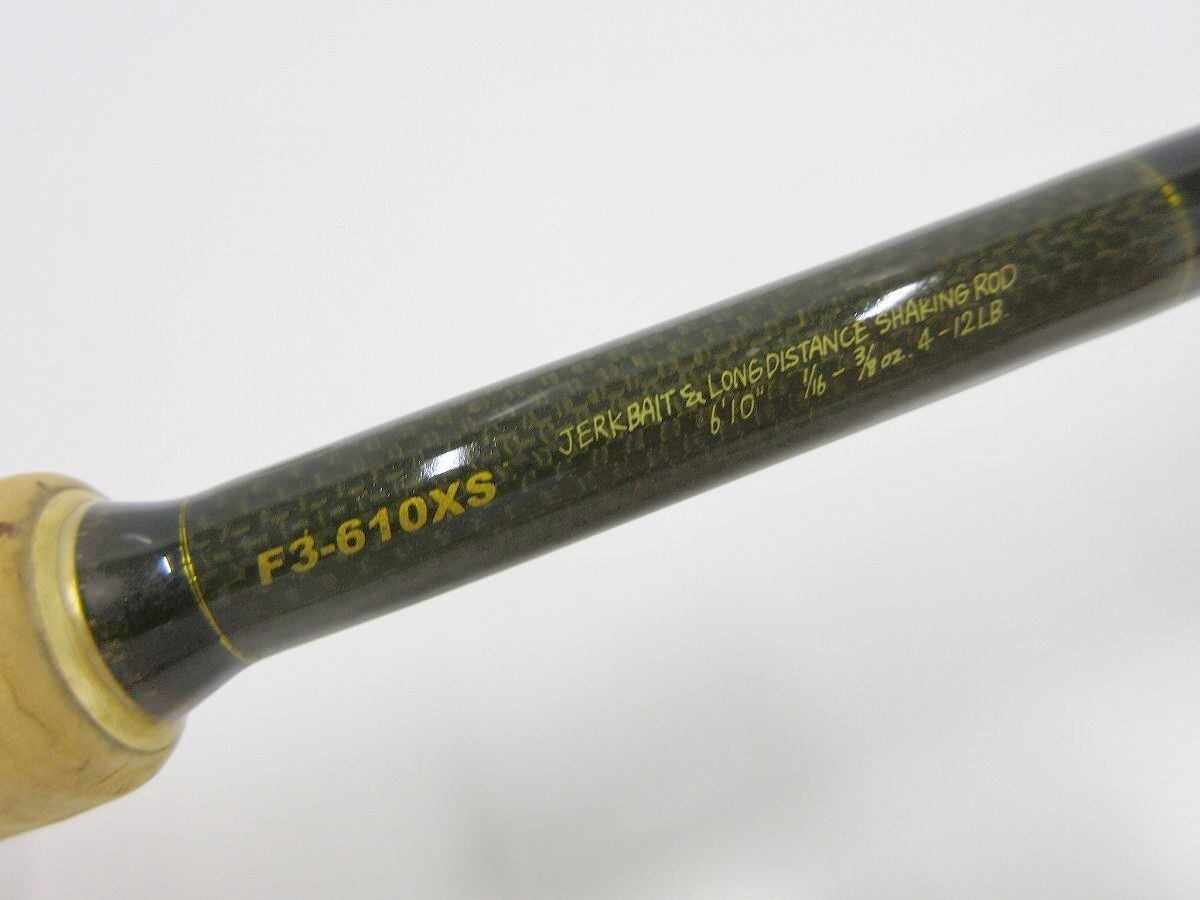 F3-610XS
JERKBAIT & LONG DISTANCE SHAKING ROD
6'10" 1/16 - 3/8 oz. 4-12LB.